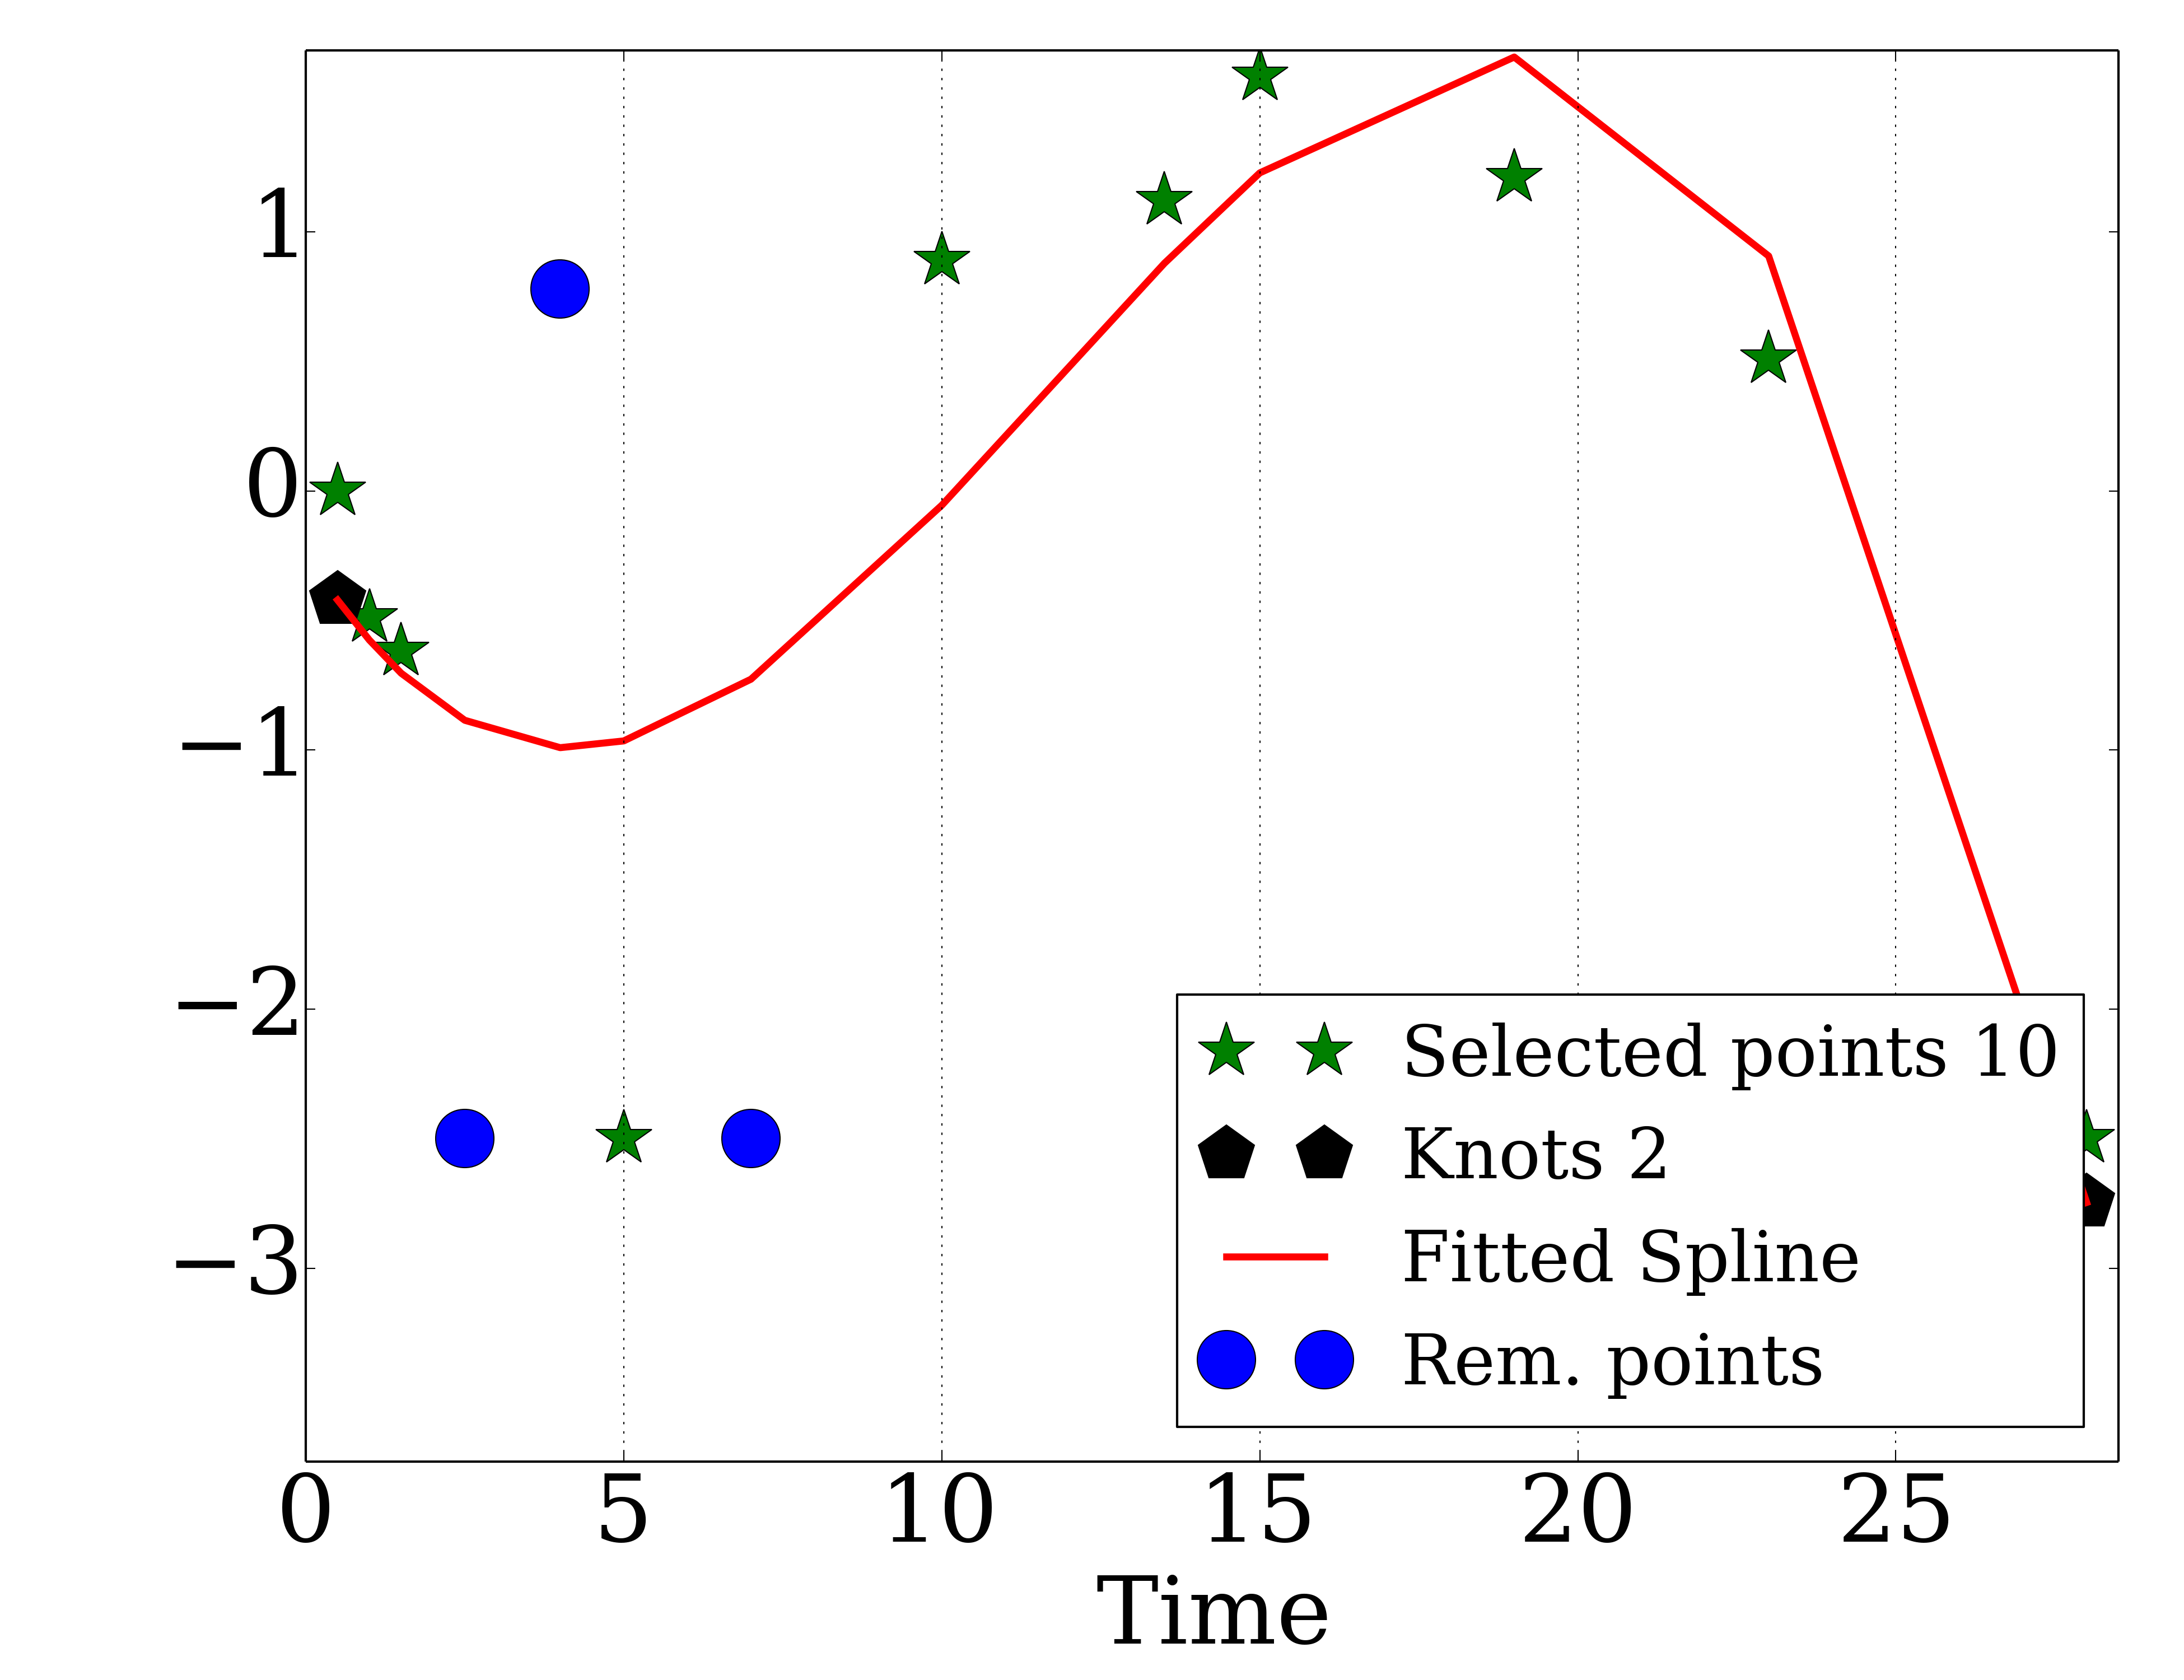 1
0
−1
−2
−3
Selected points 10
Knots 2
Fitted Spline
Rem. points
0 5 10 15 20 25
Time